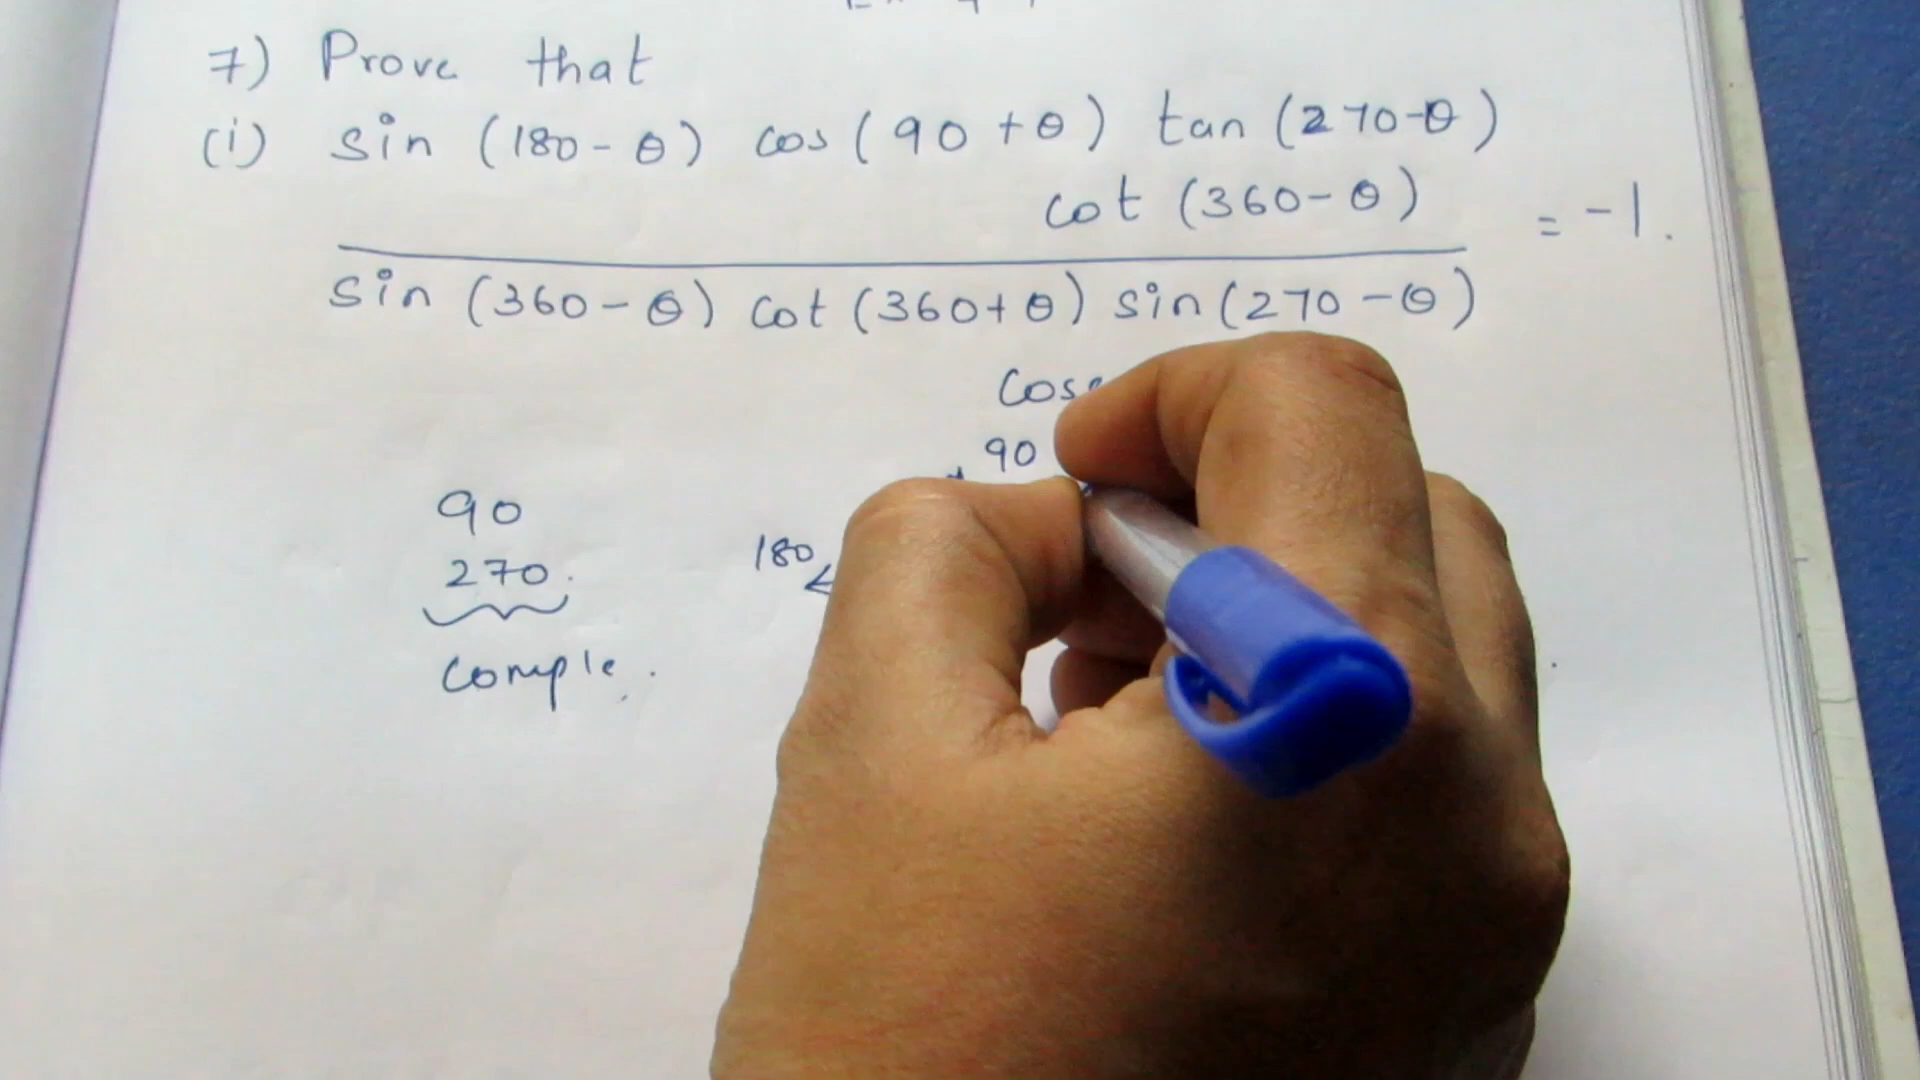 7) Prove that
(i) sin (180 - θ) cos (90 + θ) tan (270-θ)
cot (360-θ)
= -1.
sin (360 - θ) cot (360+ θ) sin (270 - θ)
90
90
180
270.
comple.